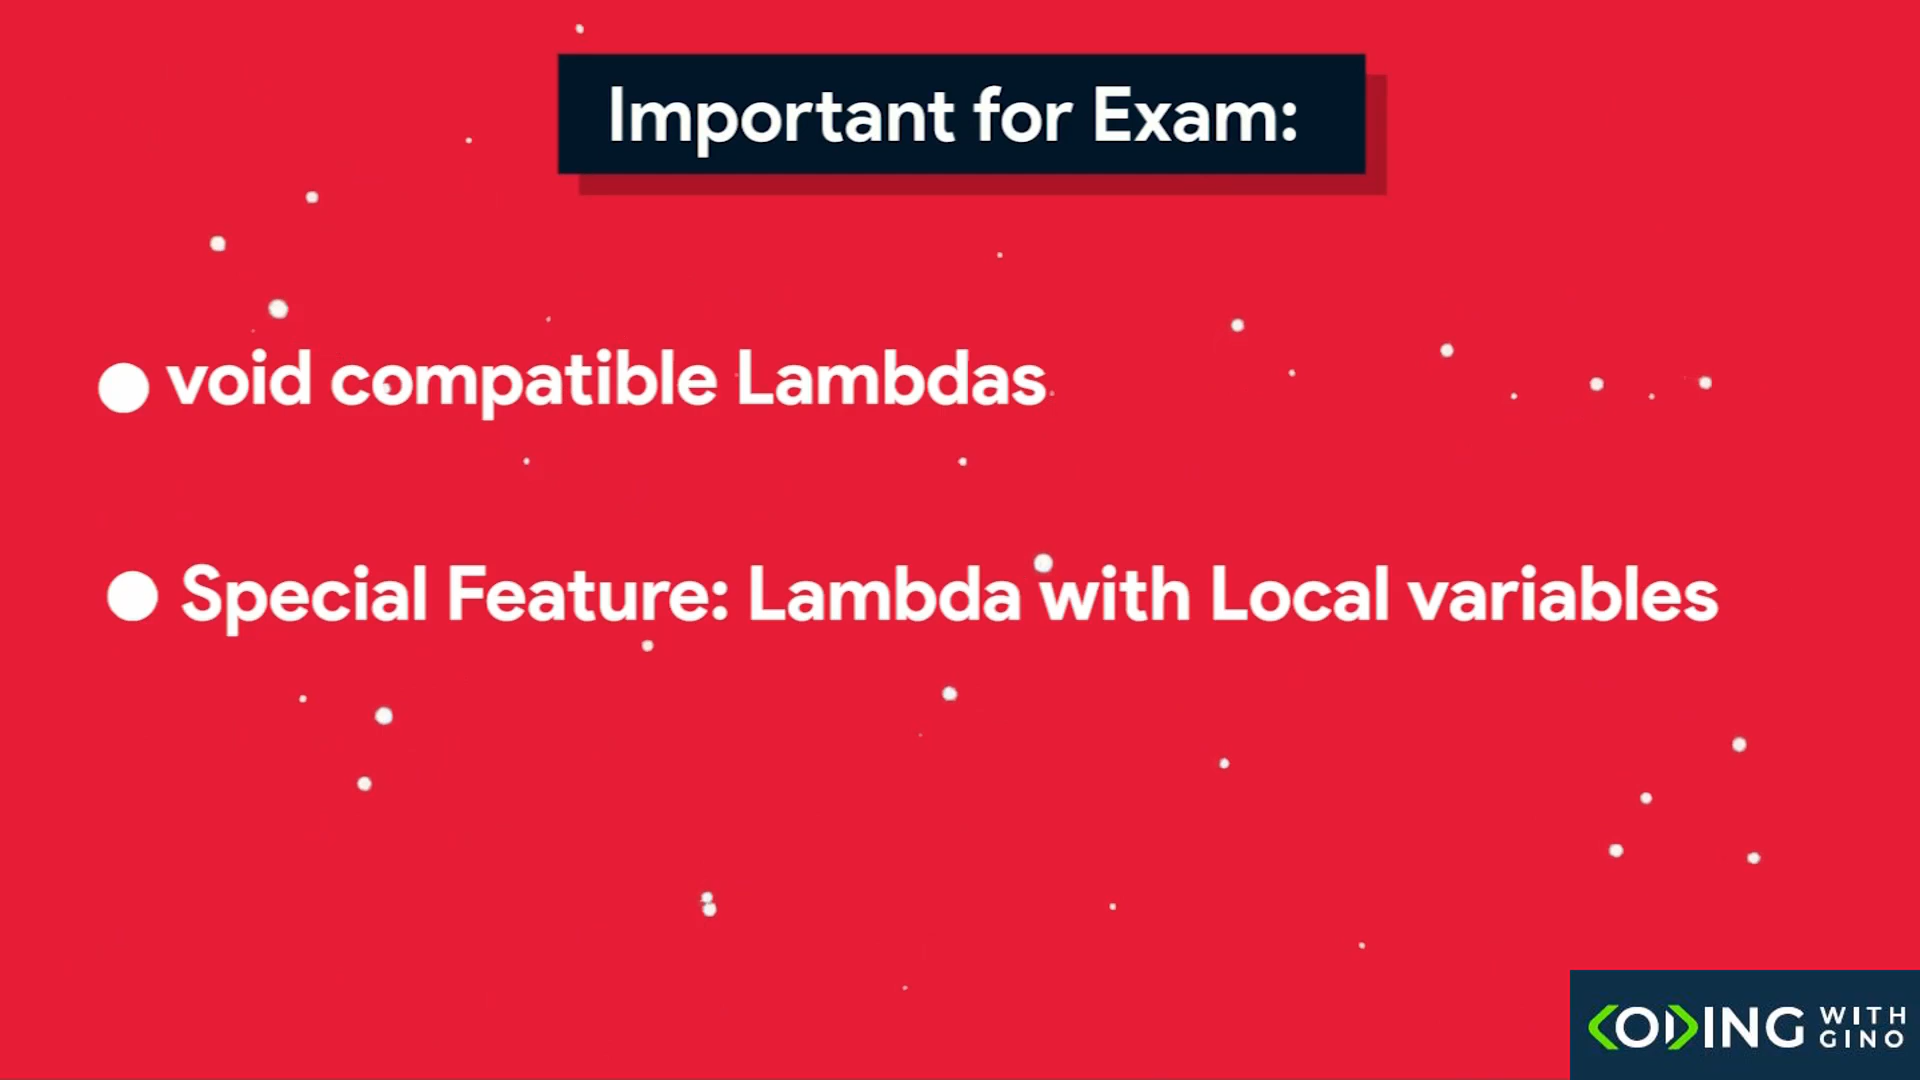 Important for Exam:
void compatible Lambdas
Special Feature: Lambda with Local variables
CODING WITH
GINO